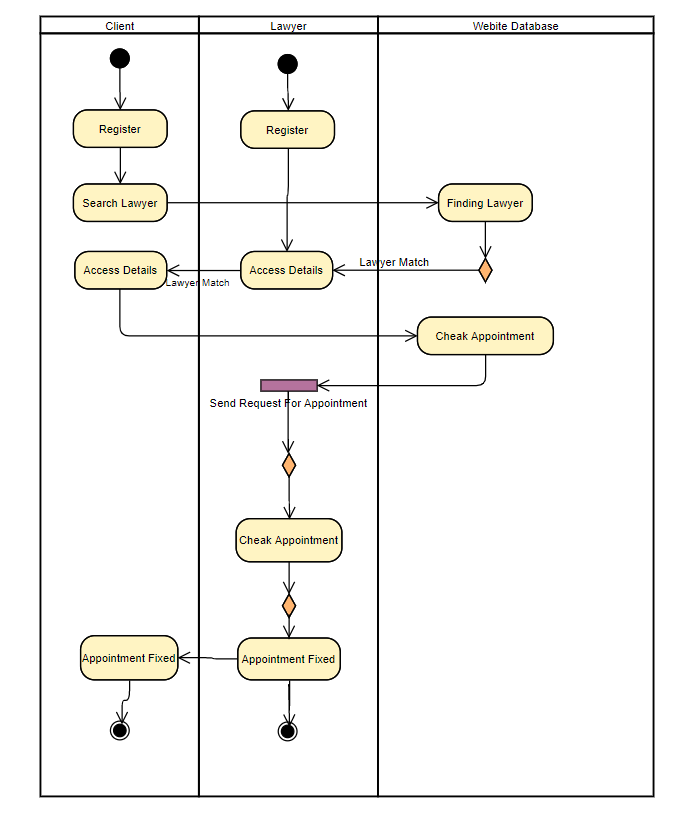 Client
Lawyer
Webite Database
Register
Register
Search Lawyer
Finding Lawyer
Access Details
Access Details
Lawyer Match
Lawyer Match
Cheak Appointment
Send Request For Appointment
Cheak Appointment
Appointment Fixed
Appointment Fixed